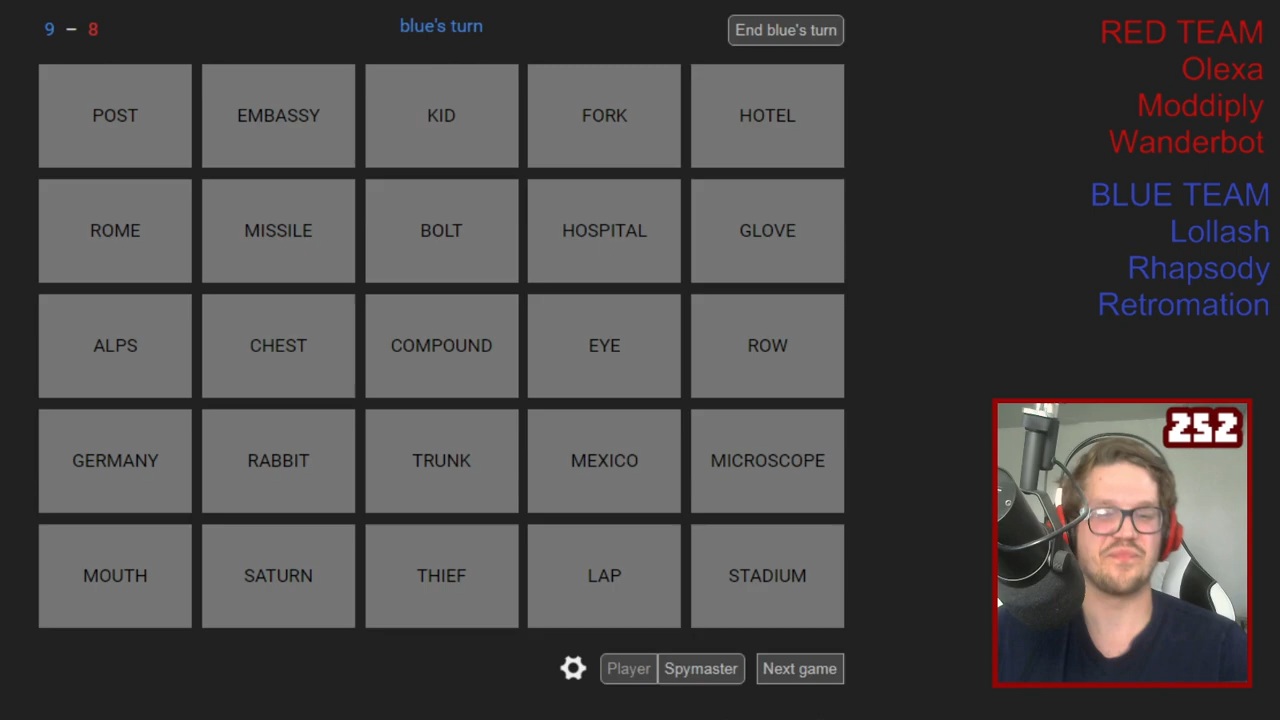 9 – 8
blue's turn
End blue's turn
POST EMBASSY KID FORK HOTEL
ROME MISSILE BOLT HOSPITAL GLOVE
ALPS CHEST COMPOUND EYE ROW
GERMANY RABBIT TRUNK MEXICO MICROSCOPE
MOUTH SATURN THIEF LAP STADIUM
Player Spymaster Next game
RED TEAM
Olexa
Moddiply
Wanderbot
BLUE TEAM
Lollash
Rhapsody
Retromation
252